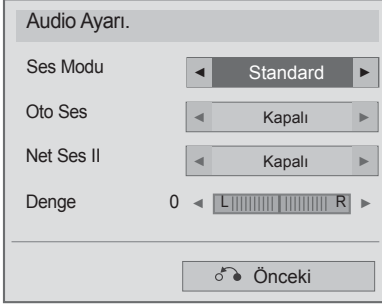 Audio Ayarı.
Ses Modu ◄ Standard ►
Oto Ses ◄ Kapalı ►
Net Ses II ◄ Kapalı ►
Denge 0 ◄ L R ►
Önceki